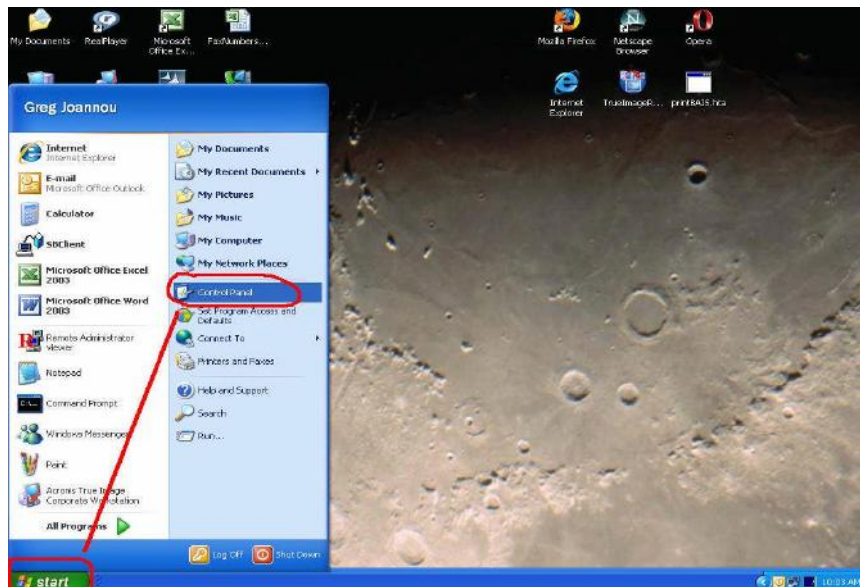 My Documents
RealPlayer
Microsoft
Office Ex...
FaxNumbers...
Mozilla Firefox
Netscape
Browser
Opera
Internet
Explorer
TrueImageR...
printBAJS.hta
Greg Joannou
Internet
Internet Explorer
E-mail
Microsoft Office Outlook
Calculator
SBClient
Microsoft Office Excel
2003
Microsoft Office Word
2003
Remote Administrator
viewer
Notepad
Command Prompt
Windows Messenger
Paint
Acronis True Image
Corporate Workstation
All Programs
My Documents
My Recent Documents
My Pictures
My Music
My Computer
My Network Places
Control Panel
Set Program Access and
Defaults
Connect To
Printers and Faxes
Help and Support
Search
Run...
Log Off
Shut Down
start
10:03 AM